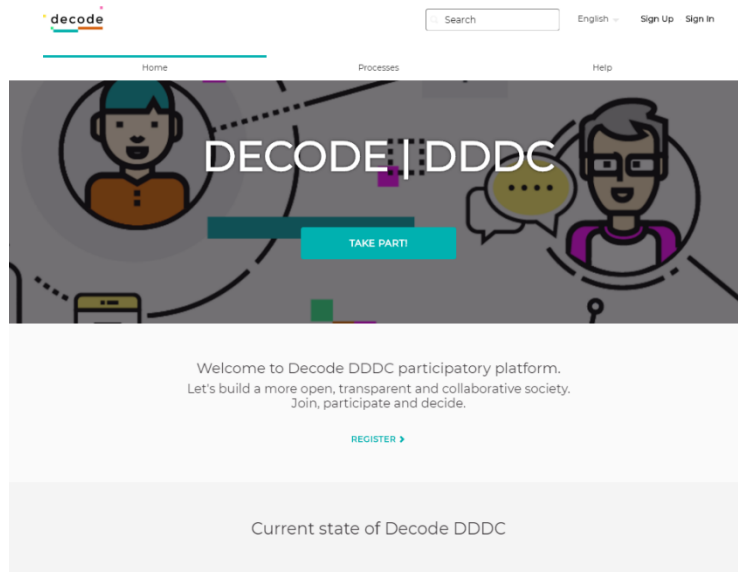 decode
Search
English
Sign Up
Sign In
Home
Processes
Help
DECODE | DDDC
TAKE PART!
Welcome to Decode DDDC participatory platform.
Let's build a more open, transparent and collaborative society.
Join, participate and decide.
REGISTER
Current state of Decode DDDC